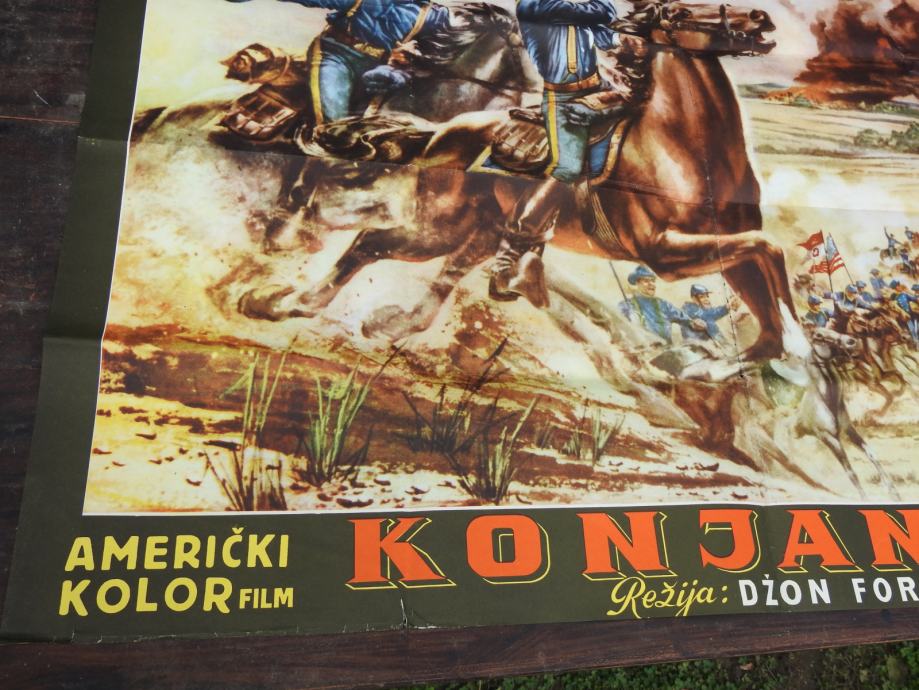 AMERIČKI
KOLOR FILM
KONJAN
Režija: DŽON FOR